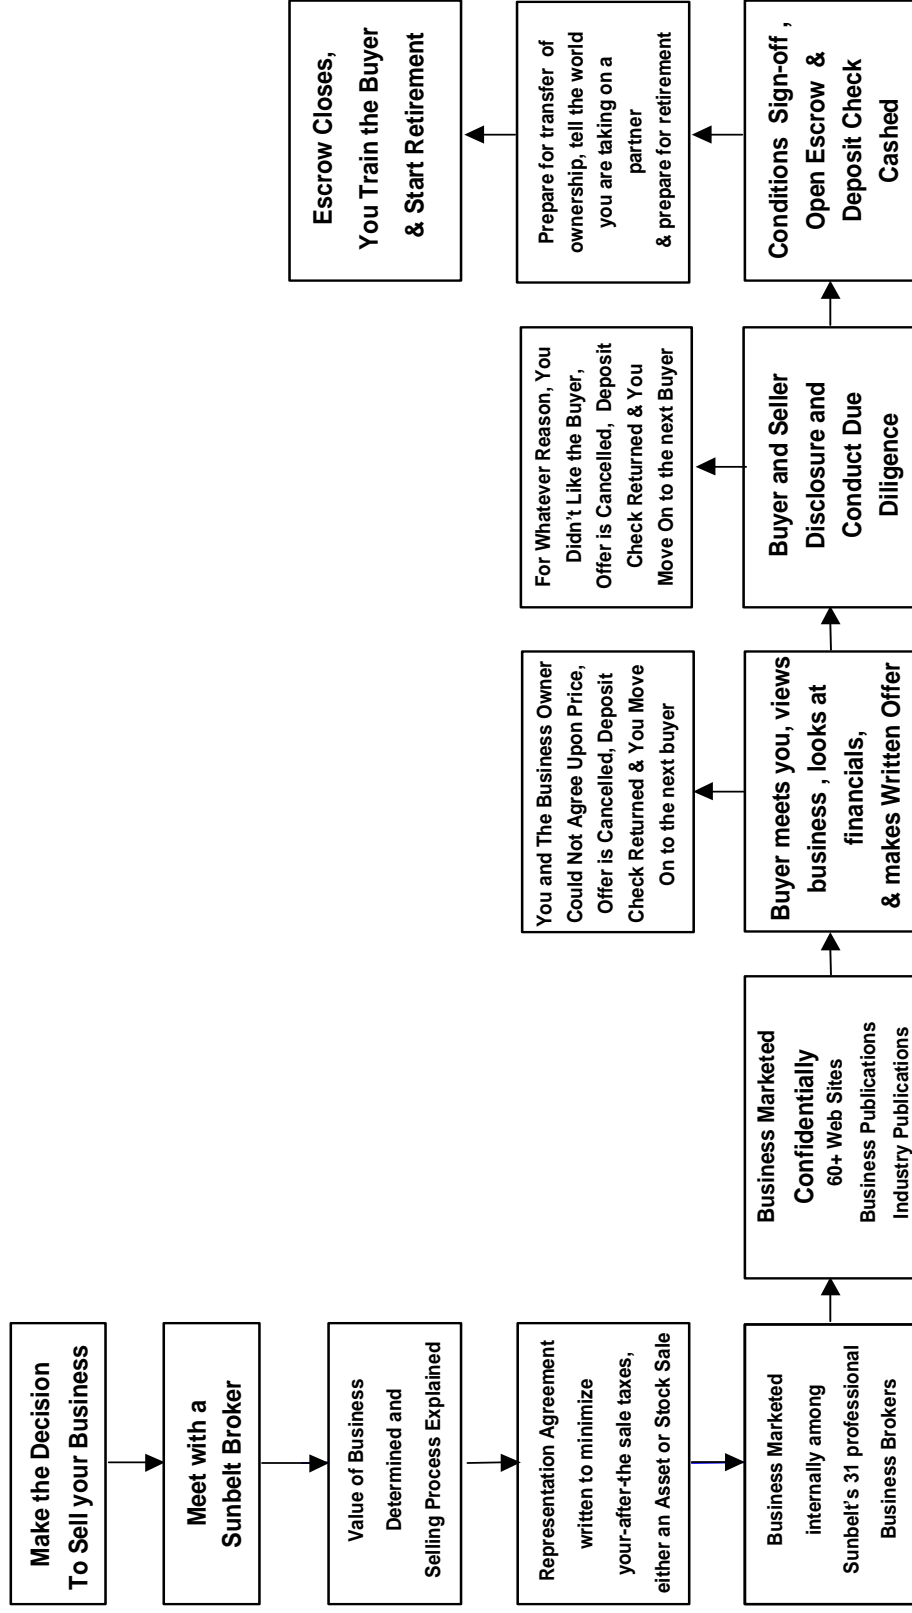 Make the Decision
To Sell your Business
Meet with a
Sunbelt Broker
Value of Business
Determined and
Selling Process Explained
Representation Agreement
written to minimize
your-after-the sale taxes,
either an Asset or Stock Sale
Business Marketed
internally among
Sunbelt's 31 professional
Business Brokers
Business Marketed
Confidentially
60+ Web Sites
Business Publications
Industry Publications
Buyer meets you, views
business , looks at
financials,
& makes Written Offer
You and The Business Owner
Could Not Agree Upon Price,
Offer is Cancelled, Deposit
Check Returned & You Move
On to the next buyer
Buyer and Seller
Disclosure and
Conduct Due
Diligence
For Whatever Reason, You
Didn't Like the Buyer,
Offer is Cancelled, Deposit
Check Returned & You
Move On to the next Buyer
Conditions Sign-off ,
Open Escrow &
Deposit Check
Cashed
Prepare for transfer of
ownership, tell the world
you are taking on a
partner
& prepare for retirement
Escrow Closes,
You Train the Buyer
& Start Retirement